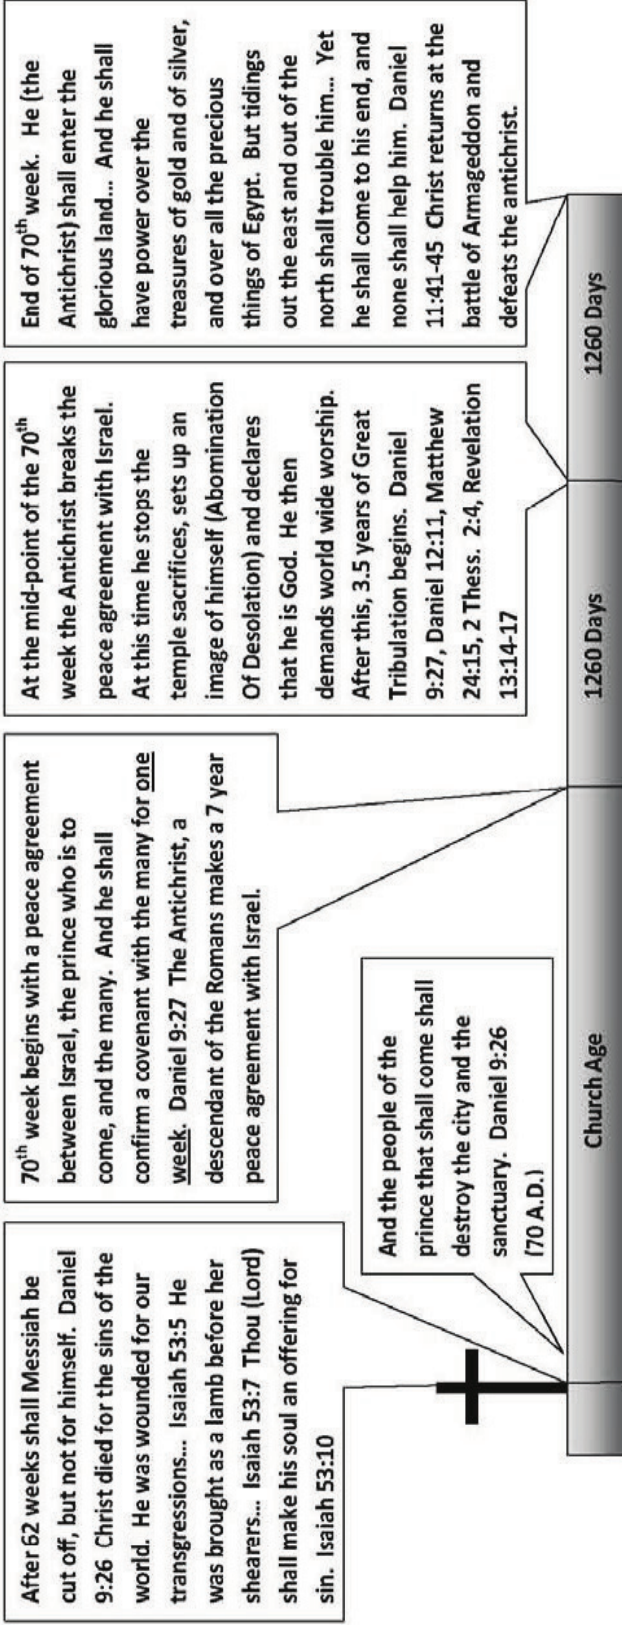 After 62 weeks shall Messiah be
cut off, but not for himself. Daniel
9:26 Christ died for the sins of the
world. He was wounded for our
transgressions... Isaiah 53:5 He
was brought as a lamb before her
shearers... Isaiah 53:7 Thou (Lord)
shall make his soul an offering for
sin. Isaiah 53:10
And the people of the
prince that shall come shall
destroy the city and the
sanctuary. Daniel 9:26
(70 A.D.)
70th week begins with a peace agreement
between Israel, the prince who is to
come, and the many. And he shall
confirm a covenant with the many for one
week. Daniel 9:27 The Antichrist, a
descendant of the Romans makes a 7 year
peace agreement with Israel.
At the mid-point of the 70th
week the Antichrist breaks the
peace agreement with Israel.
At this time he stops the
temple sacrifices, sets up an
image of himself (Abomination
Of Desolation) and declares
that he is God. He then
demands world wide worship.
After this, 3.5 years of Great
Tribulation begins. Daniel
9:27, Daniel 12:11, Matthew
24:15, 2 Thess. 2:4, Revelation
13:14-17
End of 70th week. He (the
Antichrist) shall enter the
glorious land... And he shall
have power over the
treasures of gold and of silver,
and over all the precious
things of Egypt. But tidings
out the east and out of the
north shall trouble him... Yet
he shall come to his end, and
none shall help him. Daniel
11:41-45 Christ returns at the
battle of Armageddon and
defeats the antichrist.
Church Age
1260 Days
1260 Days